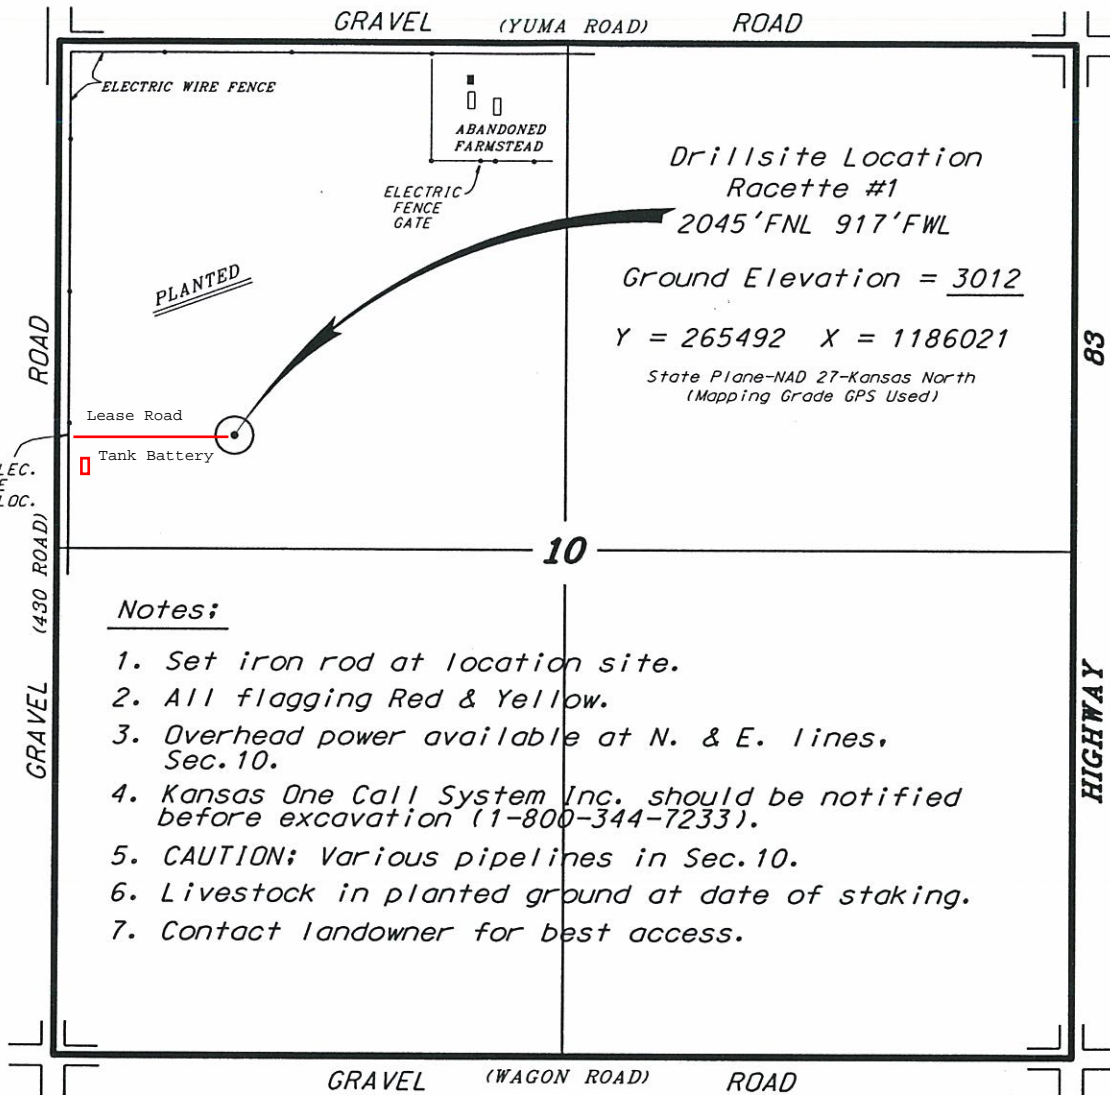 GRAVEL (YUMA ROAD) ROAD
ELECTRIC WIRE FENCE
ABANDONED
FARMSTEAD
ELECTRIC
FENCE
GATE
Drillsite Location
Racette #1
2045'FNL 917'FWL
Ground Elevation = 3012
Y = 265492 X = 1186021
State Plane-NAD 27-Kansas North
(Mapping Grade GPS Used)
PLANTED
Lease Road
Tank Battery
GRAVEL (430 ROAD) ROAD
HIGHWAY 83
10
Notes:
1. Set iron rod at location site.
2. All flagging Red & Yellow.
3. Overhead power available at N. & E. lines,
Sec.10.
4. Kansas One Call System Inc. should be notified
before excavation (1-800-344-7233).
5. CAUTION: Various pipelines in Sec.10.
6. Livestock in planted ground at date of staking.
7. Contact landowner for best access.
GRAVEL (WAGON ROAD) ROAD